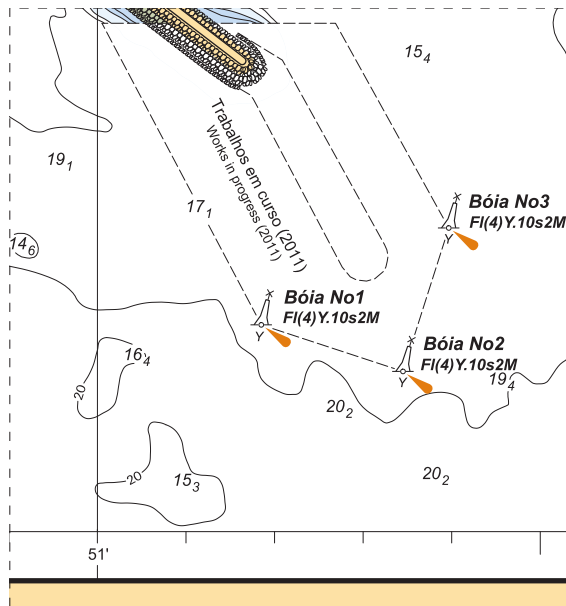 15₄
Trabalhos em curso (2011)
Works in progress (2011)
19₁
17₁
Bóia No3
Fl(4)Y.10s2M
Y
14₆
Bóia No1
Fl(4)Y.10s2M
Y
Bóia No2
Fl(4)Y.10s2M
Y
16₄
20
19₄
20₂
20
15₃
20₂
51'